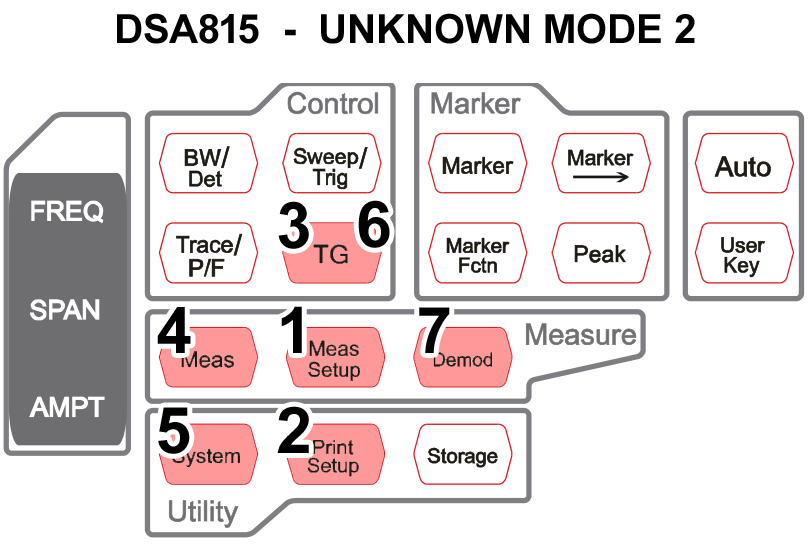 DSA815 - UNKNOWN MODE 2
Control
Marker
BW/
Det
Sweep/
Trig
Marker
Marker
Auto
FREQ
Trace/
P/F
3
6
TG
Marker
Fctn
Peak
User
Key
SPAN
4
Meas
1
Meas
Setup
7
Demod
Measure
AMPT
5
System
2
Print
Setup
Storage
Utility